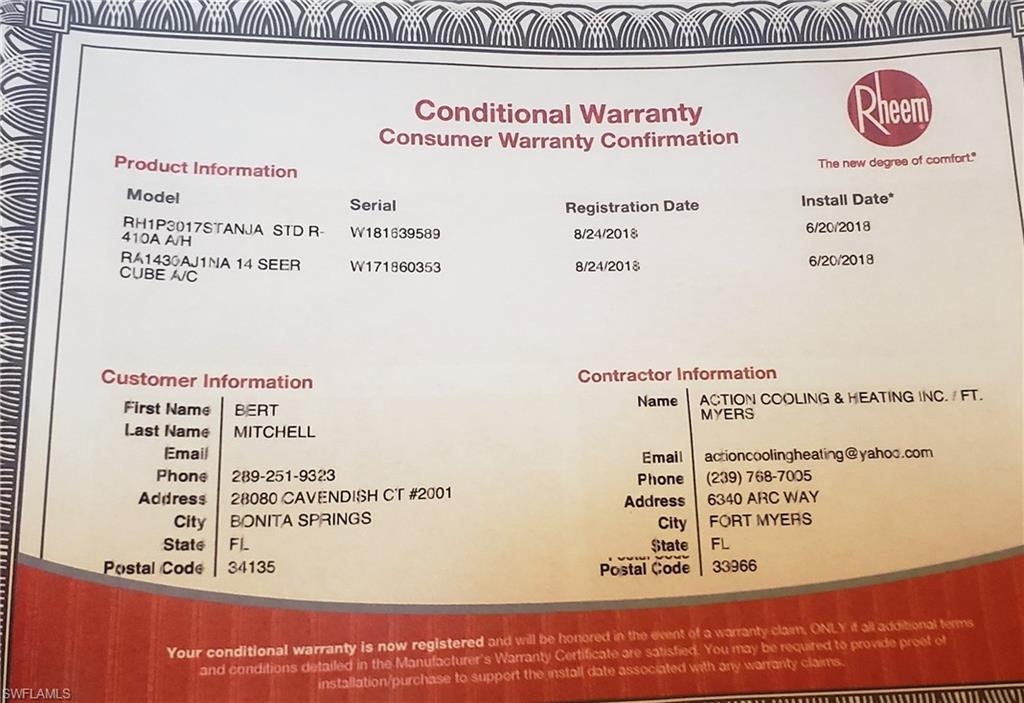 Conditional Warranty
Consumer Warranty Confirmation
Rheem
The new degree of comfort.®
Product Information
Model Serial Registration Date Install Date*
RH1P3017STANJA STD R-
410A A/H W181639589 8/24/2018 6/20/2018
RA1430AJ1NA 14 SEER
CUBE A/C W171860353 8/24/2018 6/20/2018
Customer Information
First Name BERT
Last Name MITCHELL
Email
Phone 289-251-9323
Address 28080 CAVENDISH CT #2001
City BONITA SPRINGS
State FL
Postal Code 34135
Contractor Information
Name ACTION COOLING & HEATING INC. / FT.
MYERS
Email actioncoolingheating@yahoo.com
Phone (239) 768-7005
Address 6340 ARC WAY
City FORT MYERS
State FL
Postal Code 33966
Your conditional warranty is now registered and will be honored in the event of a warranty claim, ONLY if all additional terms
and conditions detailed in the Manufacturer's Warranty Certificate are satisfied. You may be required to provide proof of
installation/purchase to support the install date associated with any warranty claims.
SWFLAMLS